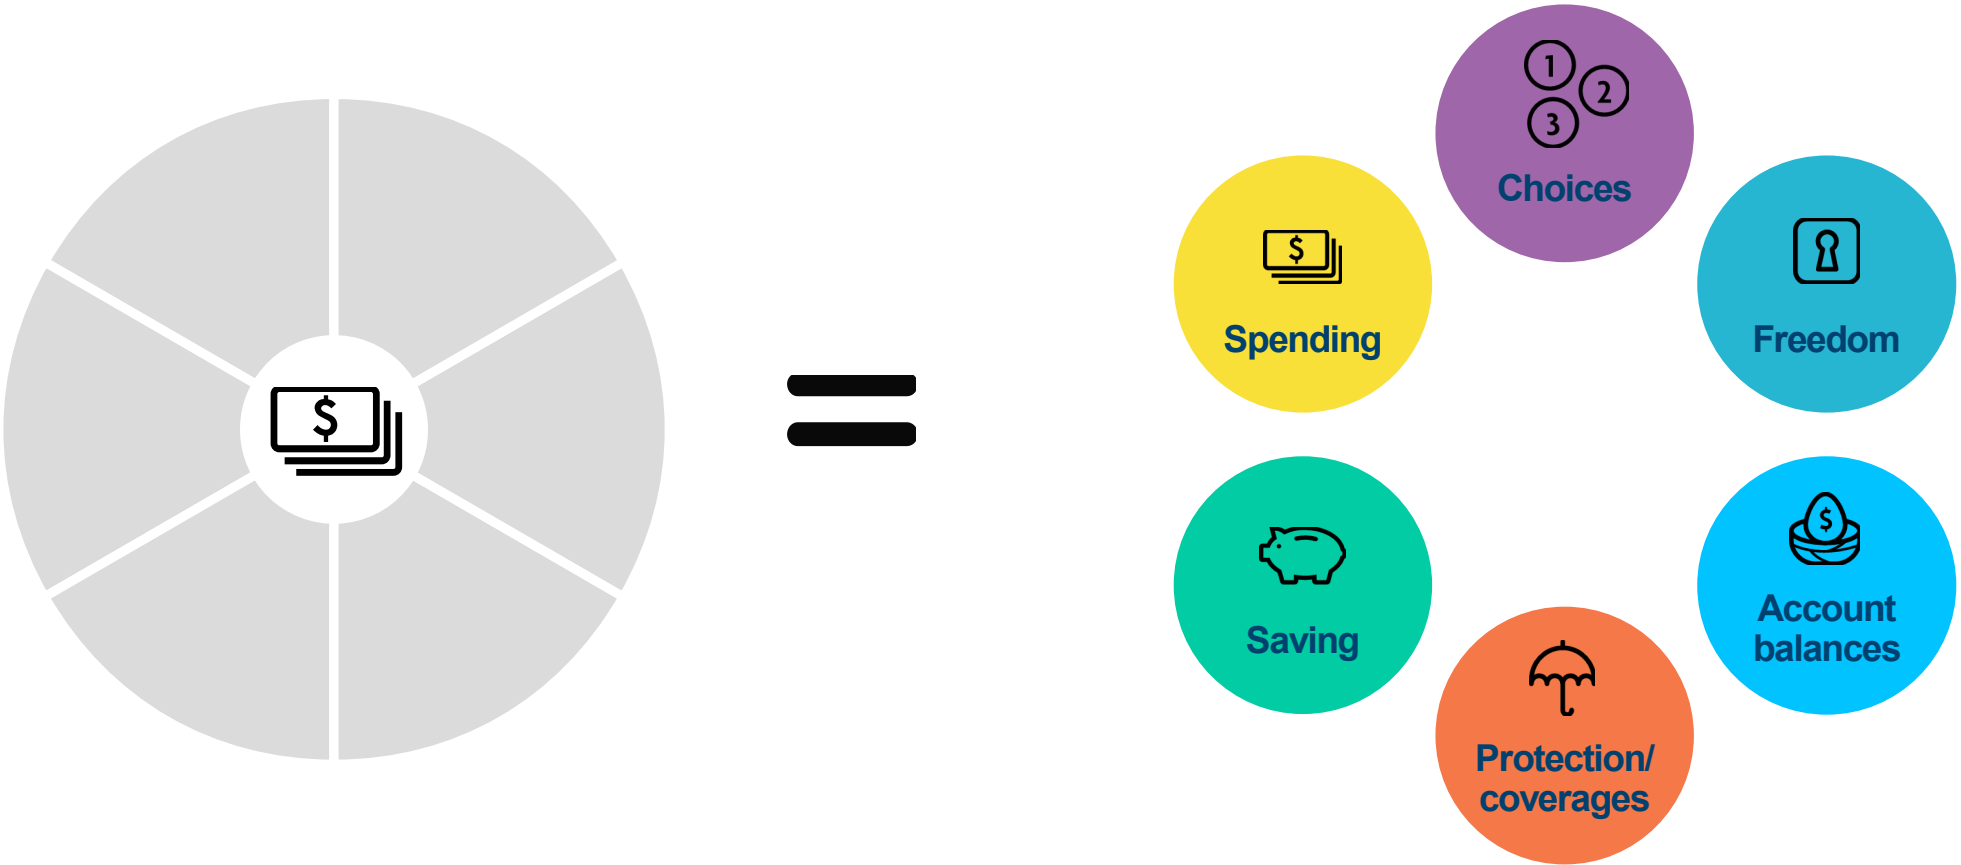 $
1
2
3
Choices
$
Spending
Freedom
Saving
$
Account
balances
Protection/
coverages